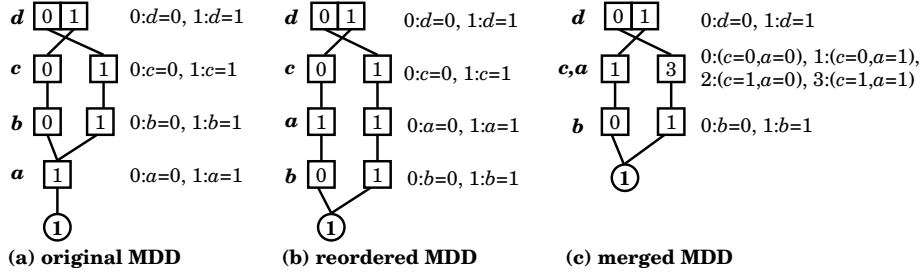 d 0 1 0:d=0, 1:d=1
c 0 1 0:c=0, 1:c=1
b 0 1 0:b=0, 1:b=1
a 1 0:a=0, 1:a=1
1
(a) original MDD
d 0 1 0:d=0, 1:d=1
c 0 1 0:c=0, 1:c=1
a 1 1 0:a=0, 1:a=1
b 0 1 0:b=0, 1:b=1
1
(b) reordered MDD
d 0 1 0:d=0, 1:d=1
c,a 1 3 0:(c=0,a=0), 1:(c=0,a=1),
2:(c=1,a=0), 3:(c=1,a=1)
b 0 1 0:b=0, 1:b=1
1
(c) merged MDD